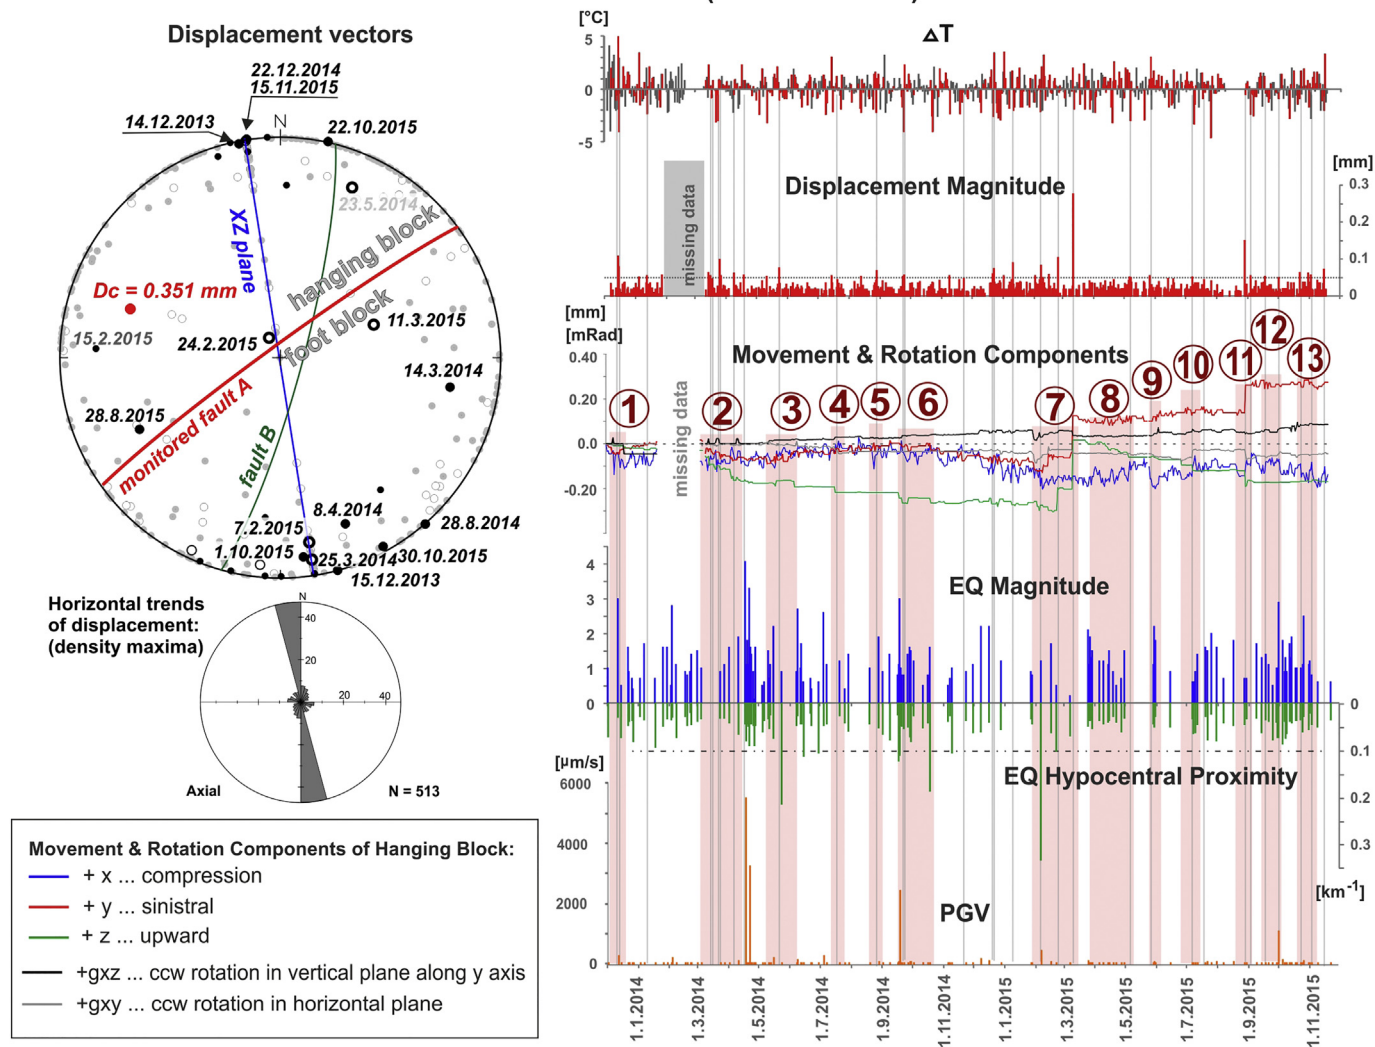 Displacement vectors
22.12.2014
15.11.2015
14.12.2013
N
22.10.2015
23.5.2014
XZ plane
hanging block
foot block
Dc = 0.351 mm
15.2.2015
24.2.2015
11.3.2015
14.3.2014
28.8.2015
monitored fault A
fault B
8.4.2014
28.8.2014
7.2.2015
1.10.2015
25.3.2014
30.10.2015
15.12.2013
Horizontal trends
of displacement:
(density maxima)
N
40
20
20
40
Axial
N = 513
Movement & Rotation Components of Hanging Block:
+ x ... compression
+ y ... sinistral
+ z ... upward
+gxz ... ccw rotation in vertical plane along y axis
+gxy ... ccw rotation in horizontal plane
[°C]
ΔT
5
0
-5
[mm]
Displacement Magnitude
missing data
0.3
0.2
0.1
0
[mm]
[mRad]
Movement & Rotation Components
0.40
0.20
0.0
-0.20
missing data
1
2
3
4
5
6
7
8
9
10
11
12
13
EQ Magnitude
4
3
2
1
0
0
0.1
0.2
0.3
EQ Hypocentral Proximity
[km⁻¹]
[µm/s]
6000
4000
2000
0
PGV
1.1.2014
1.3.2014
1.5.2014
1.7.2014
1.9.2014
1.11.2014
1.1.2015
1.3.2015
1.5.2015
1.7.2015
1.9.2015
1.11.2015